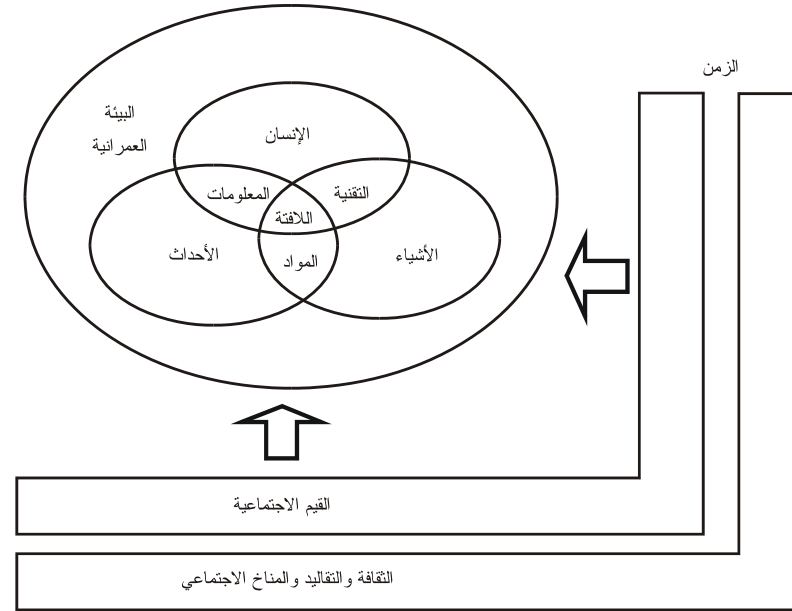 الزمن
البيئة
العمرانية
الإنسان
المعلومات
التقنية
اللافتة
الأحداث
المواد
الأشياء
القيم الاجتماعية
الثقافة والتقاليد والمناخ الاجتماعي